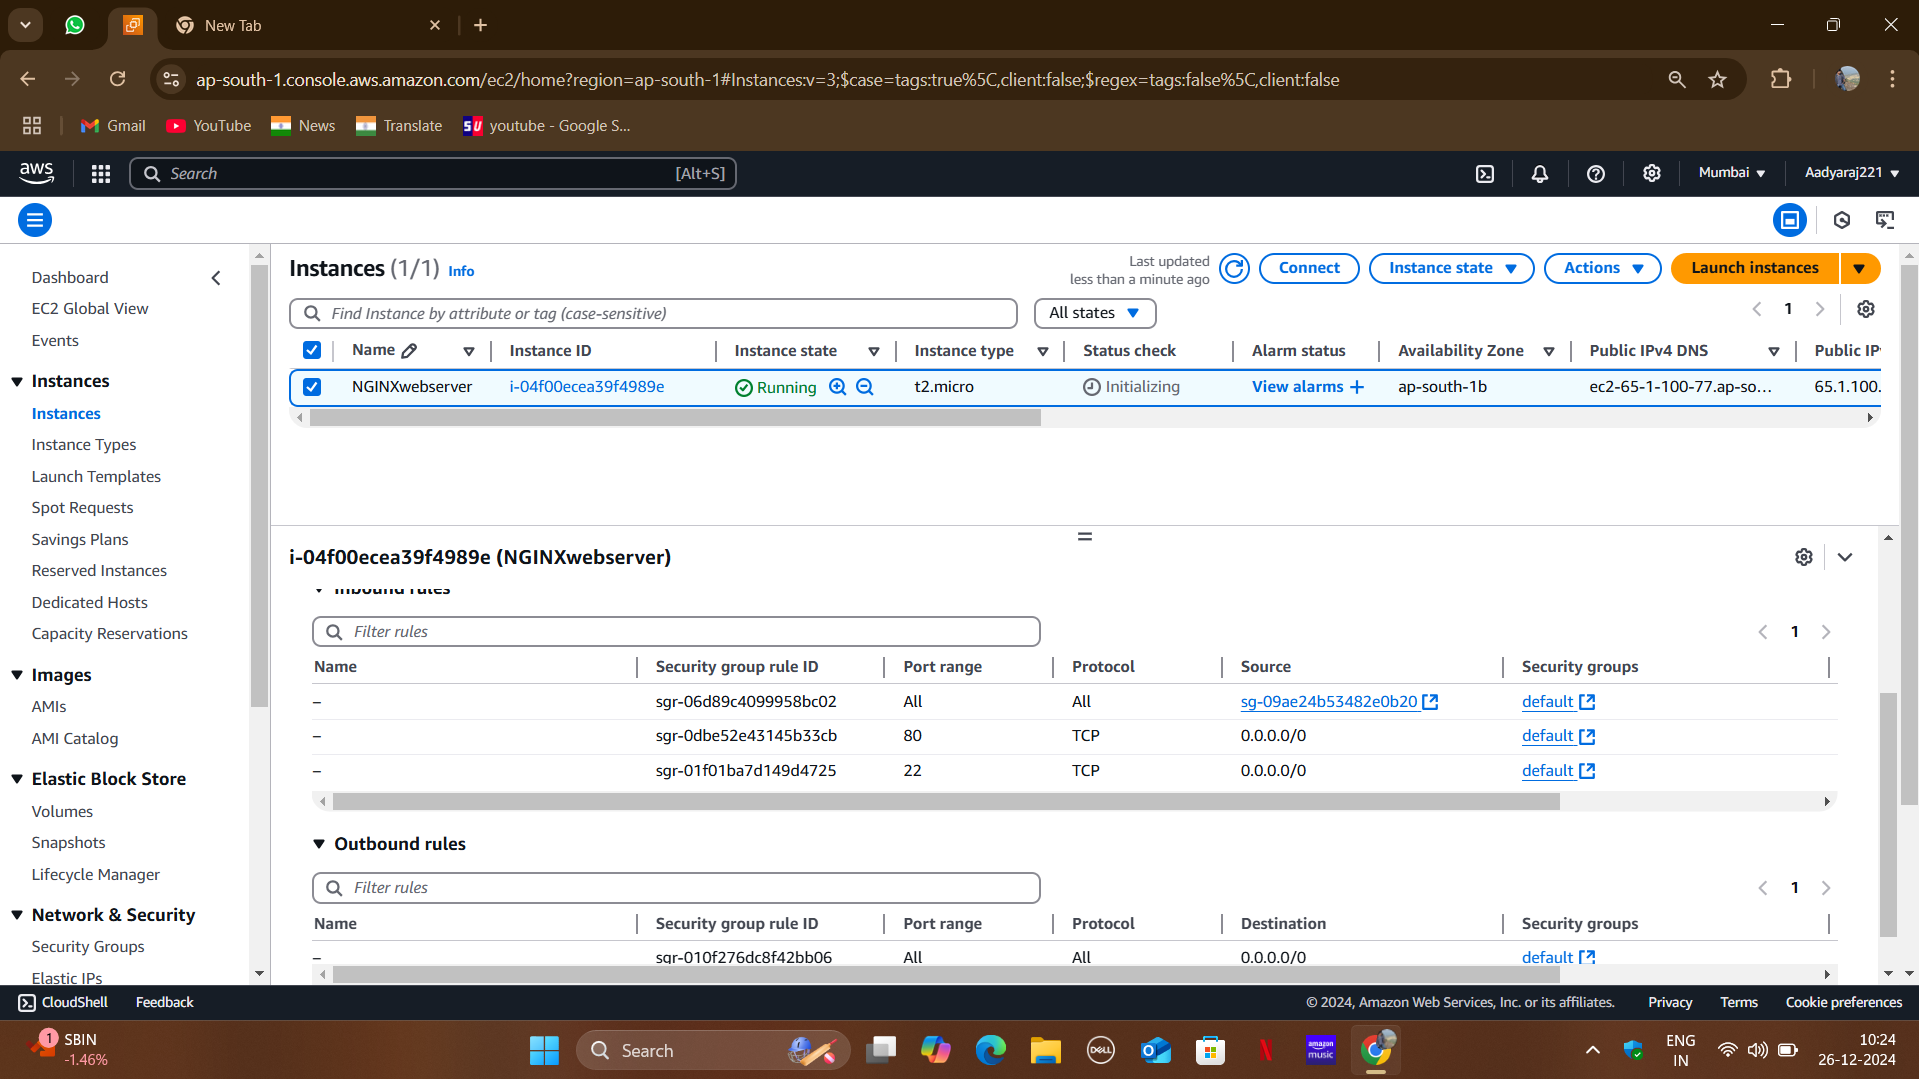 New Tab
ap-south-1.console.aws.amazon.com/ec2/home?region=ap-south-1#Instances:v=3;$case=tags:true%5C,client:false;$regex=tags:false%5C,client:false
Gmail YouTube News Translate SU youtube - Google S...
aws Search [Alt+S] Mumbai Aadyaraj221
Dashboard
EC2 Global View
Events
Instances
Instances
Instance Types
Launch Templates
Spot Requests
Savings Plans
Reserved Instances
Dedicated Hosts
Capacity Reservations
Images
AMIs
AMI Catalog
Elastic Block Store
Volumes
Snapshots
Lifecycle Manager
Network & Security
Security Groups
Elastic IPs
Instances (1/1) Info
Last updated
less than a minute ago
Connect Instance state Actions Launch instances
Find Instance by attribute or tag (case-sensitive) All states 1
Name Instance ID Instance state Instance type Status check Alarm status Availability Zone Public IPv4 DNS Public IP
NGINXwebserver i-04f00ecea39f4989e Running t2.micro Initializing View alarms + ap-south-1b ec2-65-1-100-77.ap-so... 65.1.100.
i-04f00ecea39f4989e (NGINXwebserver)
Inbound rules
Filter rules 1
Name Security group rule ID Port range Protocol Source Security groups
– sgr-06d89c4099958bc02 All All sg-09ae24b53482e0b20 default
– sgr-0dbe52e43145b33cb 80 TCP 0.0.0.0/0 default
– sgr-01f01ba7d149d4725 22 TCP 0.0.0.0/0 default
Outbound rules
Filter rules 1
Name Security group rule ID Port range Protocol Destination Security groups
– sgr-010f276dc8f42bb06 All All 0.0.0.0/0 default
CloudShell Feedback © 2024, Amazon Web Services, Inc. or its affiliates. Privacy Terms Cookie preferences
1 SBIN
-1.46%
Search
DELL
amazon
music
ENG
IN
10:24
26-12-2024